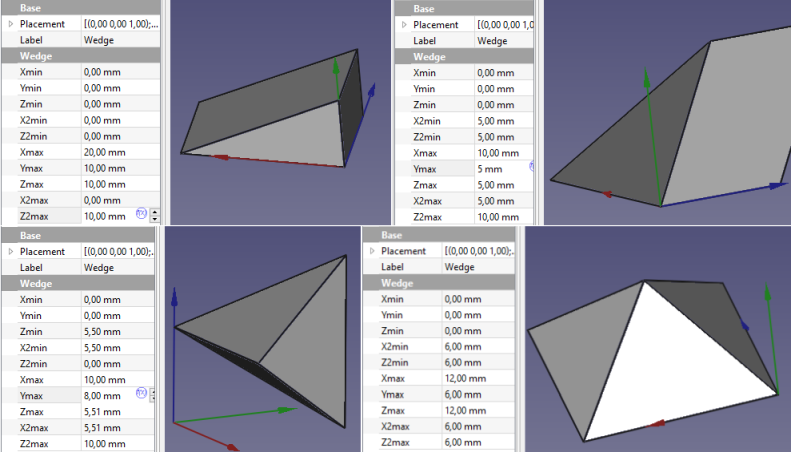 Base
Placement [(0,00 0,00 1,00);...
Label Wedge
Wedge
Xmin 0,00 mm
Ymin 0,00 mm
Zmin 0,00 mm
X2min 0,00 mm
Z2min 0,00 mm
Xmax 20,00 mm
Ymax 10,00 mm
Zmax 10,00 mm
X2max 0,00 mm
Z2max 10,00 mm
Base
Placement [(0,00 0,00 1,0
Label Wedge
Wedge
Xmin 0,00 mm
Ymin 0,00 mm
Zmin 0,00 mm
X2min 5,00 mm
Z2min 5,00 mm
Xmax 10,00 mm
Ymax 5 mm
Zmax 5,00 mm
X2max 5,00 mm
Z2max 10,00 mm
Base
Placement [(0,00 0,00 1,00);...
Label Wedge
Wedge
Xmin 0,00 mm
Ymin 0,00 mm
Zmin 5,50 mm
X2min 5,50 mm
Z2min 0,00 mm
Xmax 10,00 mm
Ymax 8,00 mm
Zmax 5,51 mm
X2max 5,51 mm
Z2max 10,00 mm
Base
Placement [(0,00 0,00 1,00);...
Label Wedge
Wedge
Xmin 0,00 mm
Ymin 0,00 mm
Zmin 0,00 mm
X2min 6,00 mm
Z2min 6,00 mm
Xmax 12,00 mm
Ymax 6,00 mm
Zmax 12,00 mm
X2max 6,00 mm
Z2max 6,00 mm